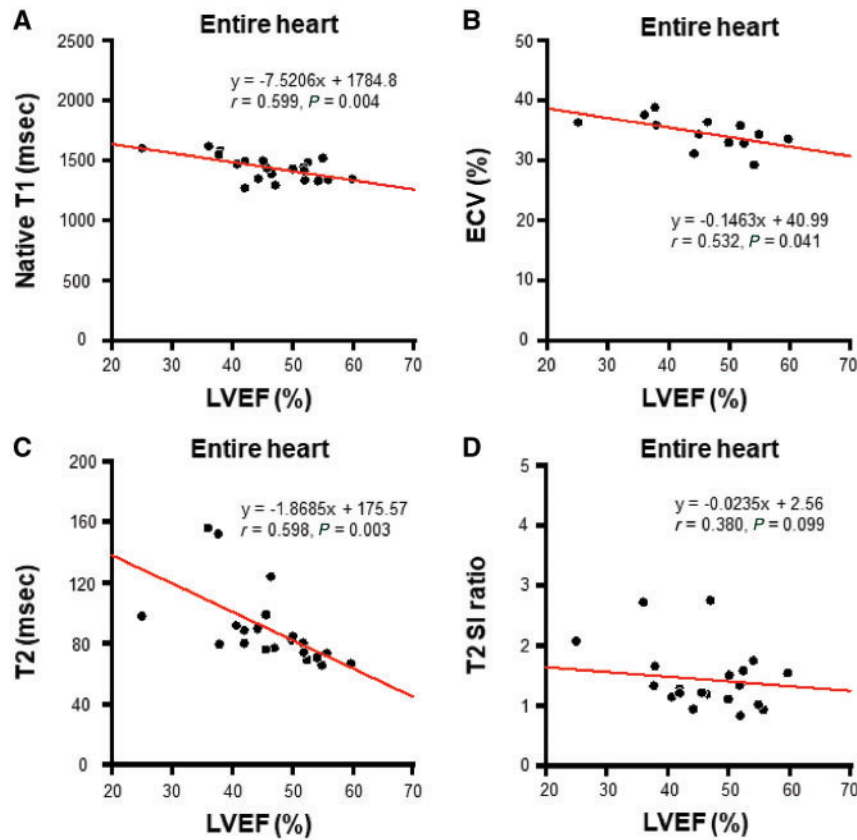 A
Entire heart
2500
2000
1500
1000
500
0
y = -7.5206x + 1784.8
r = 0.599, P = 0.004
Native T1 (msec)
20 30 40 50 60 70
LVEF (%)
B
Entire heart
50
40
30
20
10
0
y = -0.1463x + 40.99
r = 0.532, P = 0.041
ECV (%)
20 30 40 50 60 70
LVEF (%)
C
Entire heart
200
160
120
80
40
0
y = -1.8685x + 175.57
r = 0.598, P = 0.003
T2 (msec)
20 30 40 50 60 70
LVEF (%)
D
Entire heart
5
4
3
2
1
0
y = -0.0235x + 2.56
r = 0.380, P = 0.099
T2 SI ratio
20 30 40 50 60 70
LVEF (%)